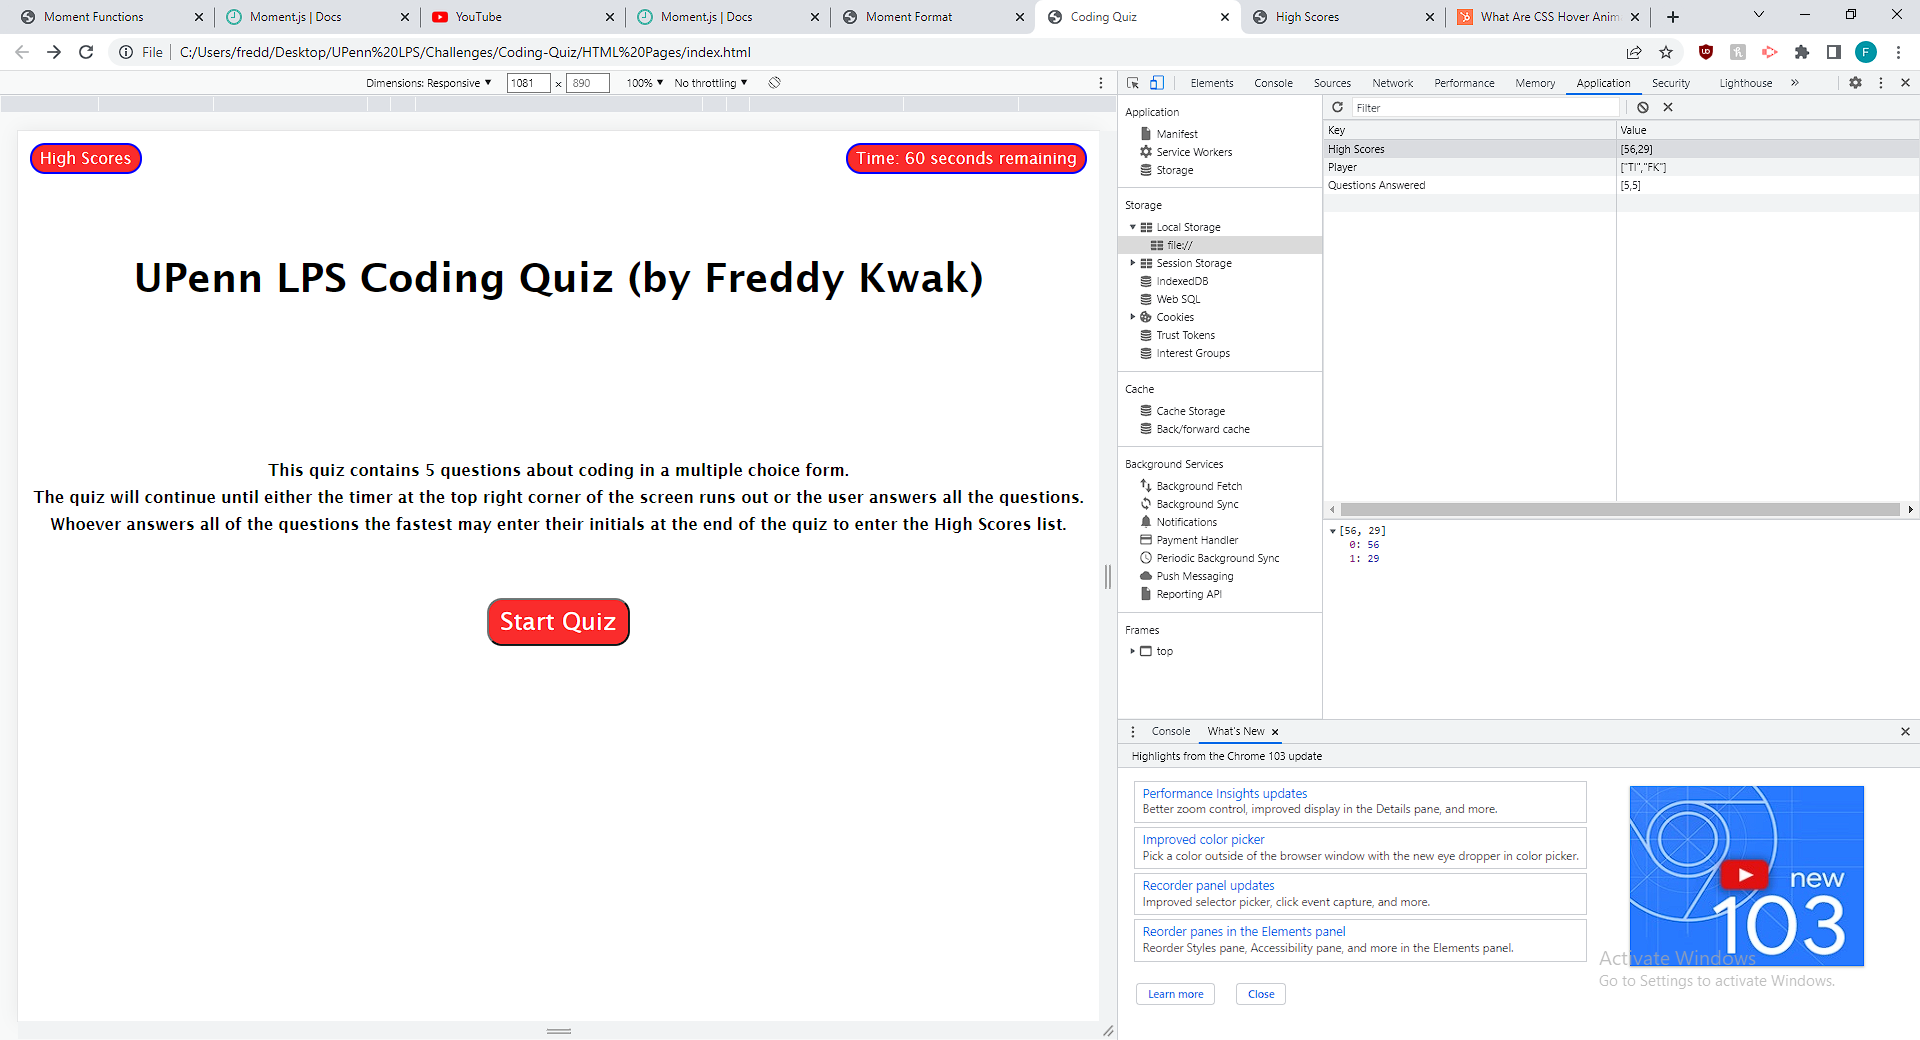 Moment Functions
Moment.js | Docs
YouTube
Moment.js | Docs
Moment Format
Coding Quiz
High Scores
What Are CSS Hover Anim
File
C:/Users/fredd/Desktop/UPenn%20LPS/Challenges/Coding-Quiz/HTML%20Pages/index.html
F
Dimensions: Responsive ▼ 1081 × 890 100% ▼ No throttling ▼
Elements Console Sources Network Performance Memory Application Security Lighthouse »
High Scores
Time: 60 seconds remaining
UPenn LPS Coding Quiz (by Freddy Kwak)
This quiz contains 5 questions about coding in a multiple choice form.
The quiz will continue until either the timer at the top right corner of the screen runs out or the user answers all the questions.
Whoever answers all of the questions the fastest may enter their initials at the end of the quiz to enter the High Scores list.
Start Quiz
Application
Manifest
Service Workers
Storage
Storage
Local Storage
file://
Session Storage
IndexedDB
Web SQL
Cookies
Trust Tokens
Interest Groups
Cache
Cache Storage
Back/forward cache
Background Services
Background Fetch
Background Sync
Notifications
Payment Handler
Periodic Background Sync
Push Messaging
Reporting API
Frames
top
Filter
Key Value
High Scores [56,29]
Player ["TI","FK"]
Questions Answered [5,5]
[56, 29]
0: 56
1: 29
Console What's New
Highlights from the Chrome 103 update
Performance Insights updates
Better zoom control, improved display in the Details pane, and more.
Improved color picker
Pick a color outside of the browser window with the new eye dropper in color picker.
Recorder panel updates
Improved selector picker, click event capture, and more.
Reorder panes in the Elements panel
Reorder Styles pane, Accessibility pane, and more in the Elements panel.
Learn more
Close
new
103
Activate Windows
Go to Settings to activate Windows.